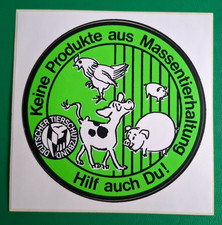 Keine Produkte aus Massentierhaltung
DEUTSCHER TIERSCHUTZBUND
Hilf auch Du!